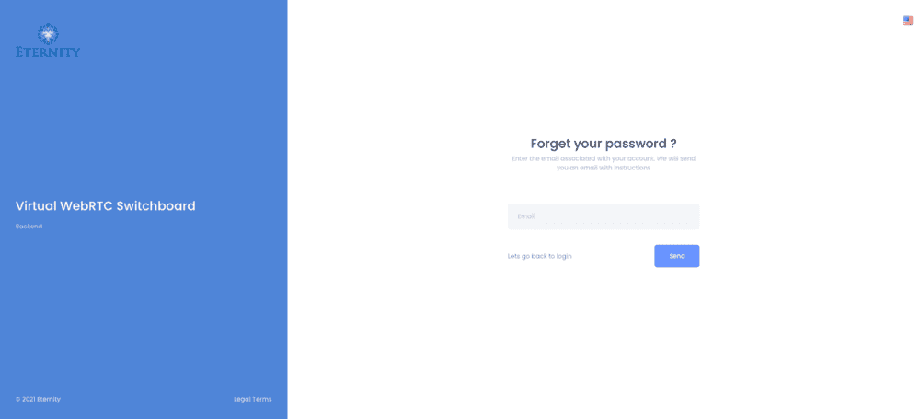 ETERNITY
Virtual WebRTC Switchboard
© 2021 Eternity
Legal Terms
Forget your password ?
Enter the email associated with your account. We will send
you an email with instructions
Email
Lets go back to login
Send